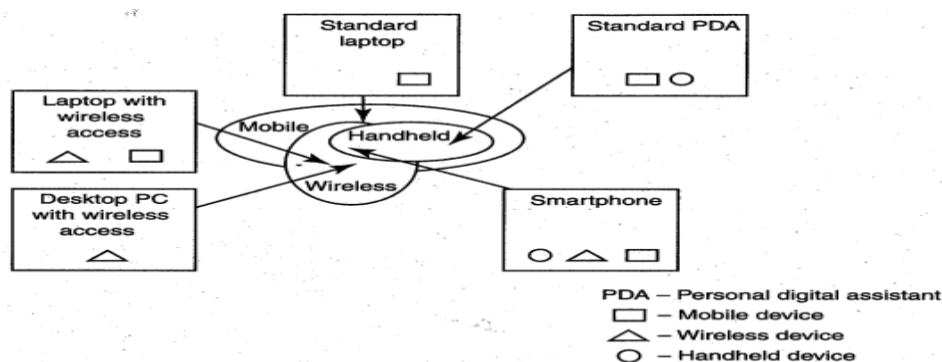 Standard
laptop
Standard PDA
Laptop with
wireless
access
Mobile
Handheld
Wireless
Desktop PC
with wireless
access
Smartphone
PDA – Personal digital assistant
– Mobile device
– Wireless device
– Handheld device